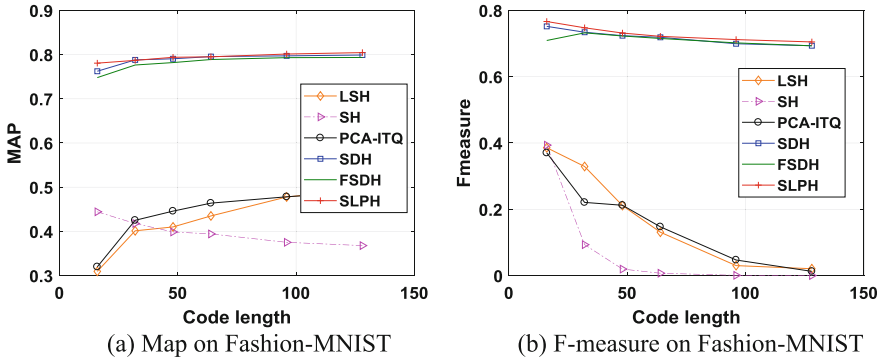 0.9
0.8
0.7
0.6
0.5
0.4
0.3
0
50
100
150
MAP
Code length
LSH
SH
PCA-ITQ
SDH
FSDH
SLPH
(a) Map on Fashion-MNIST
0.8
0.6
0.4
0.2
0
0
50
100
150
Fmeasure
Code length
LSH
SH
PCA-ITQ
SDH
FSDH
SLPH
(b) F-measure on Fashion-MNIST